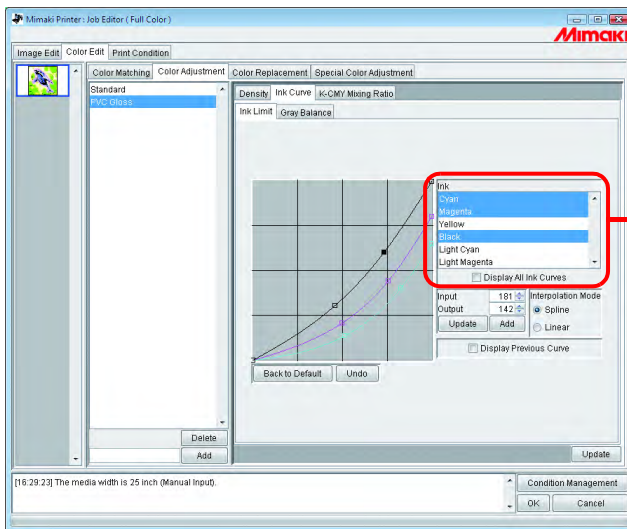 Mimaki Printer : Job Editor ( Full Color )
Mimaki
Image Edit Color Edit Print Condition
Color Matching Color Adjustment Color Replacement Special Color Adjustment
Standard
PVC Gloss
Density Ink Curve K-CMY Mixing Ratio
Ink Limit Gray Balance
Ink
Cyan
Magenta
Yellow
Black
Light Cyan
Light Magenta
Display All Ink Curves
Input 181
Output 142
Update Add
Interpolation Mode
Spline
Linear
Display Previous Curve
Back to Default Undo
Delete
Add
Update
[16:29:23] The media width is 25 inch (Manual Input).
Condition Management
OK Cancel